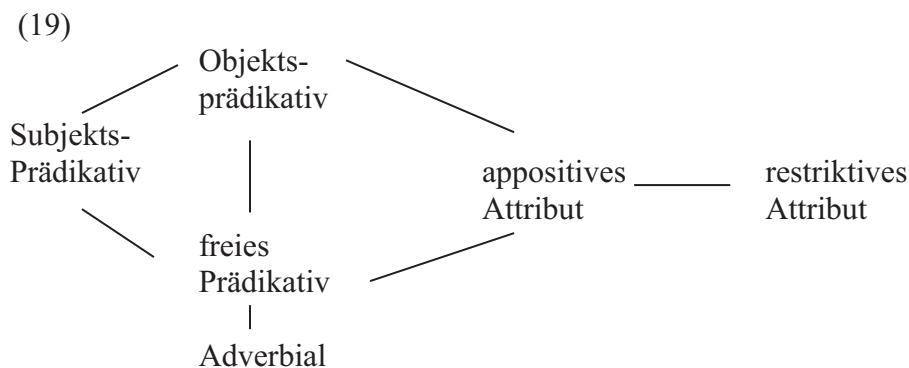 (19)
Objekts-
prädikativ
Subjekts-
Prädikativ
appositives
Attribut
restriktives
Attribut
freies
Prädikativ
Adverbial